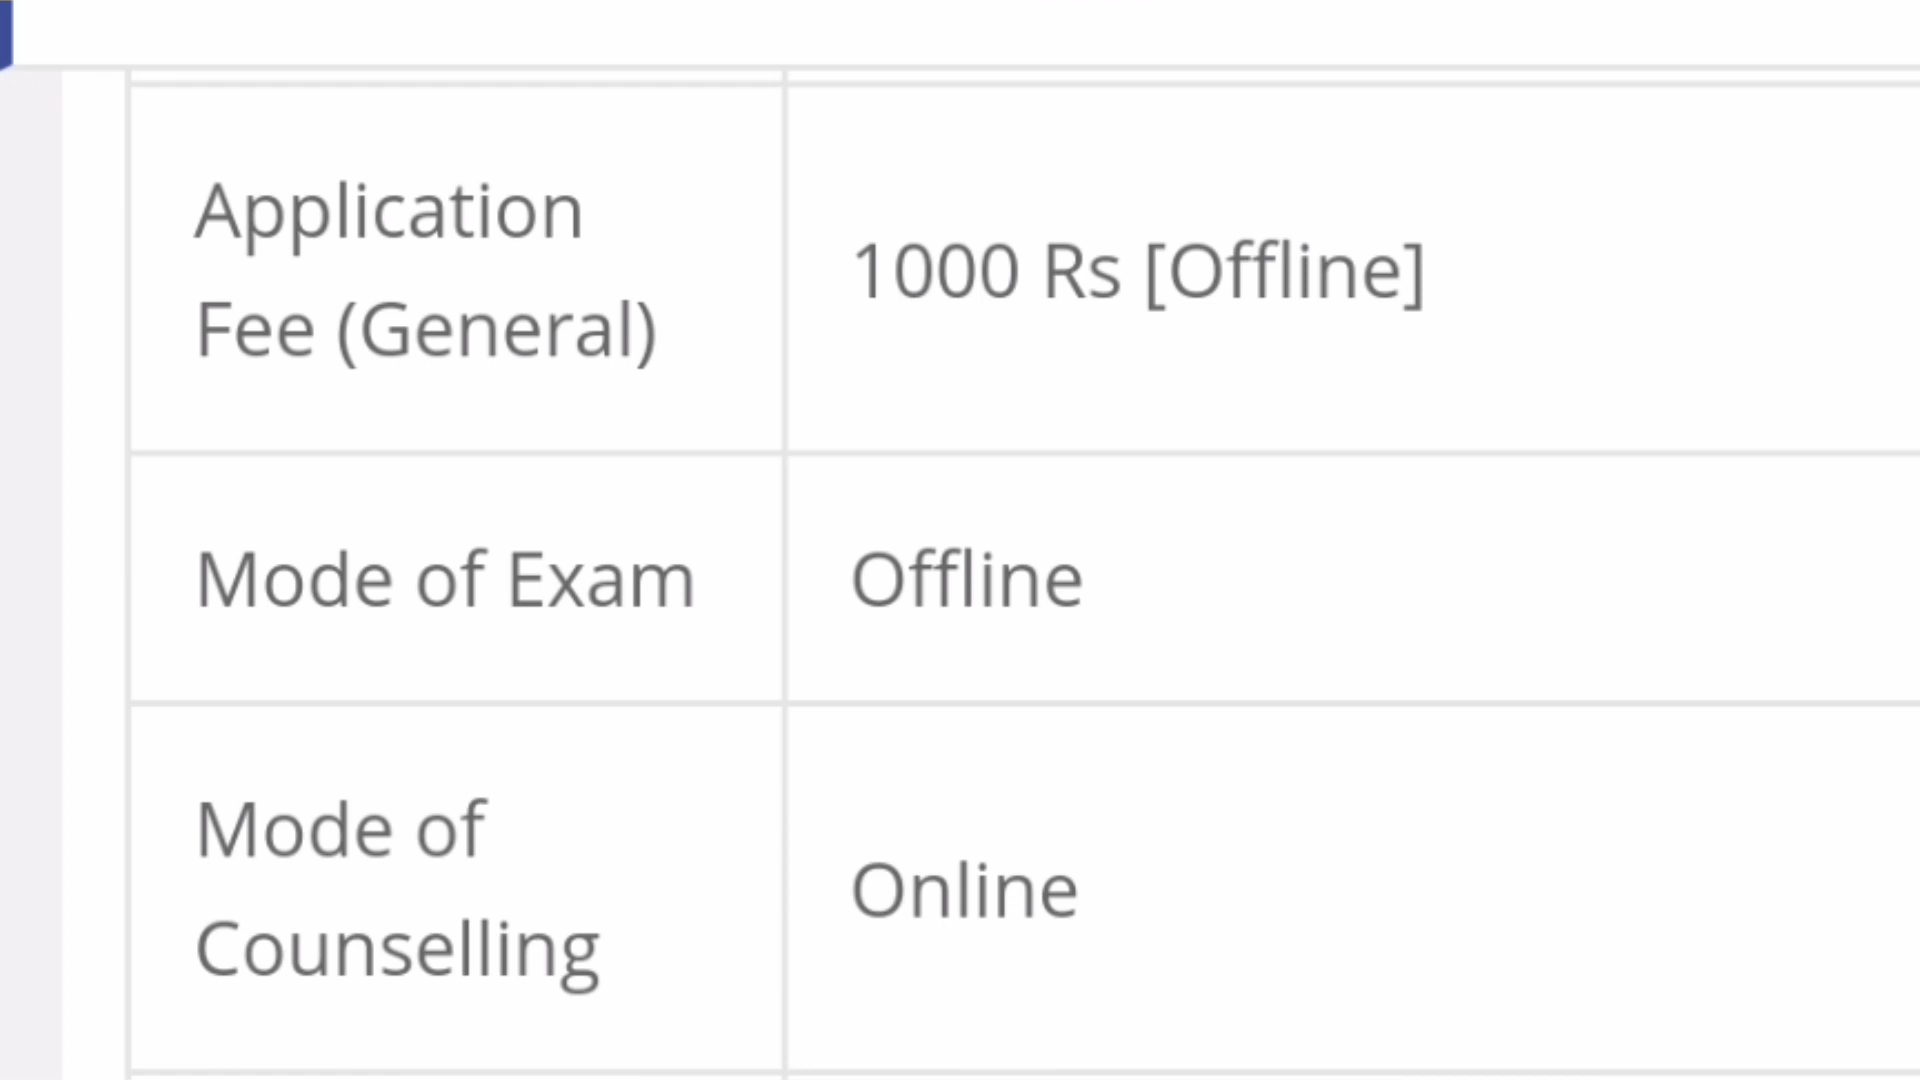 Application
Fee (General)
1000 Rs [Offline]
Mode of Exam
Offline
Mode of
Counselling
Online